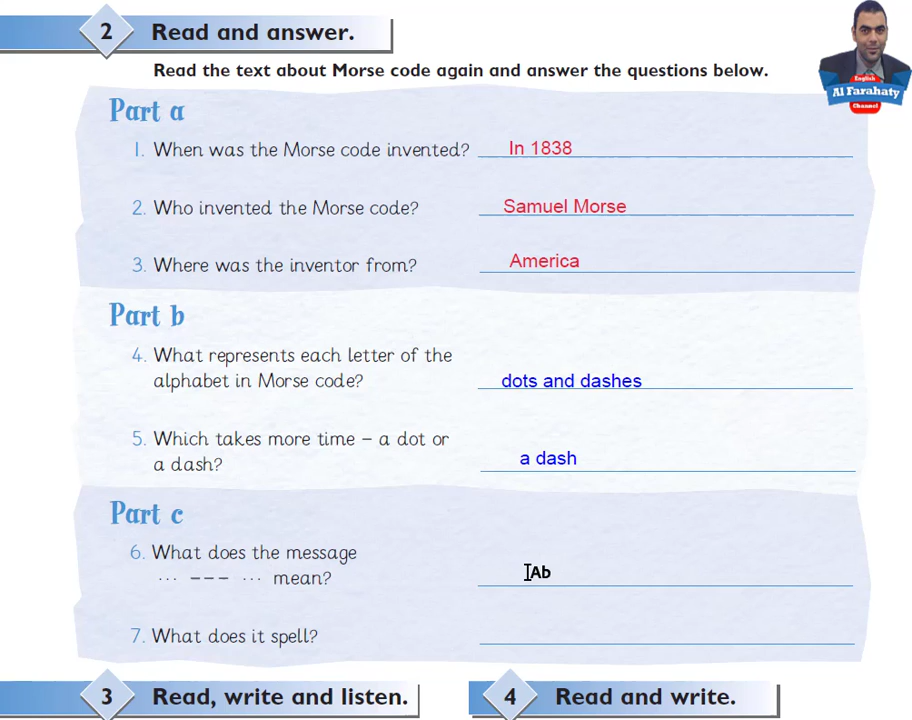 2 Read and answer.
Read the text about Morse code again and answer the questions below.
English
Al Farahaty
Channel
Part a
1. When was the Morse code invented? In 1838
2. Who invented the Morse code? Samuel Morse
3. Where was the inventor from? America
Part b
4. What represents each letter of the
alphabet in Morse code? dots and dashes
5. Which takes more time – a dot or
a dash? a dash
Part c
6. What does the message
... --- ... mean? Ab
7. What does it spell?
3 Read, write and listen.
4 Read and write.